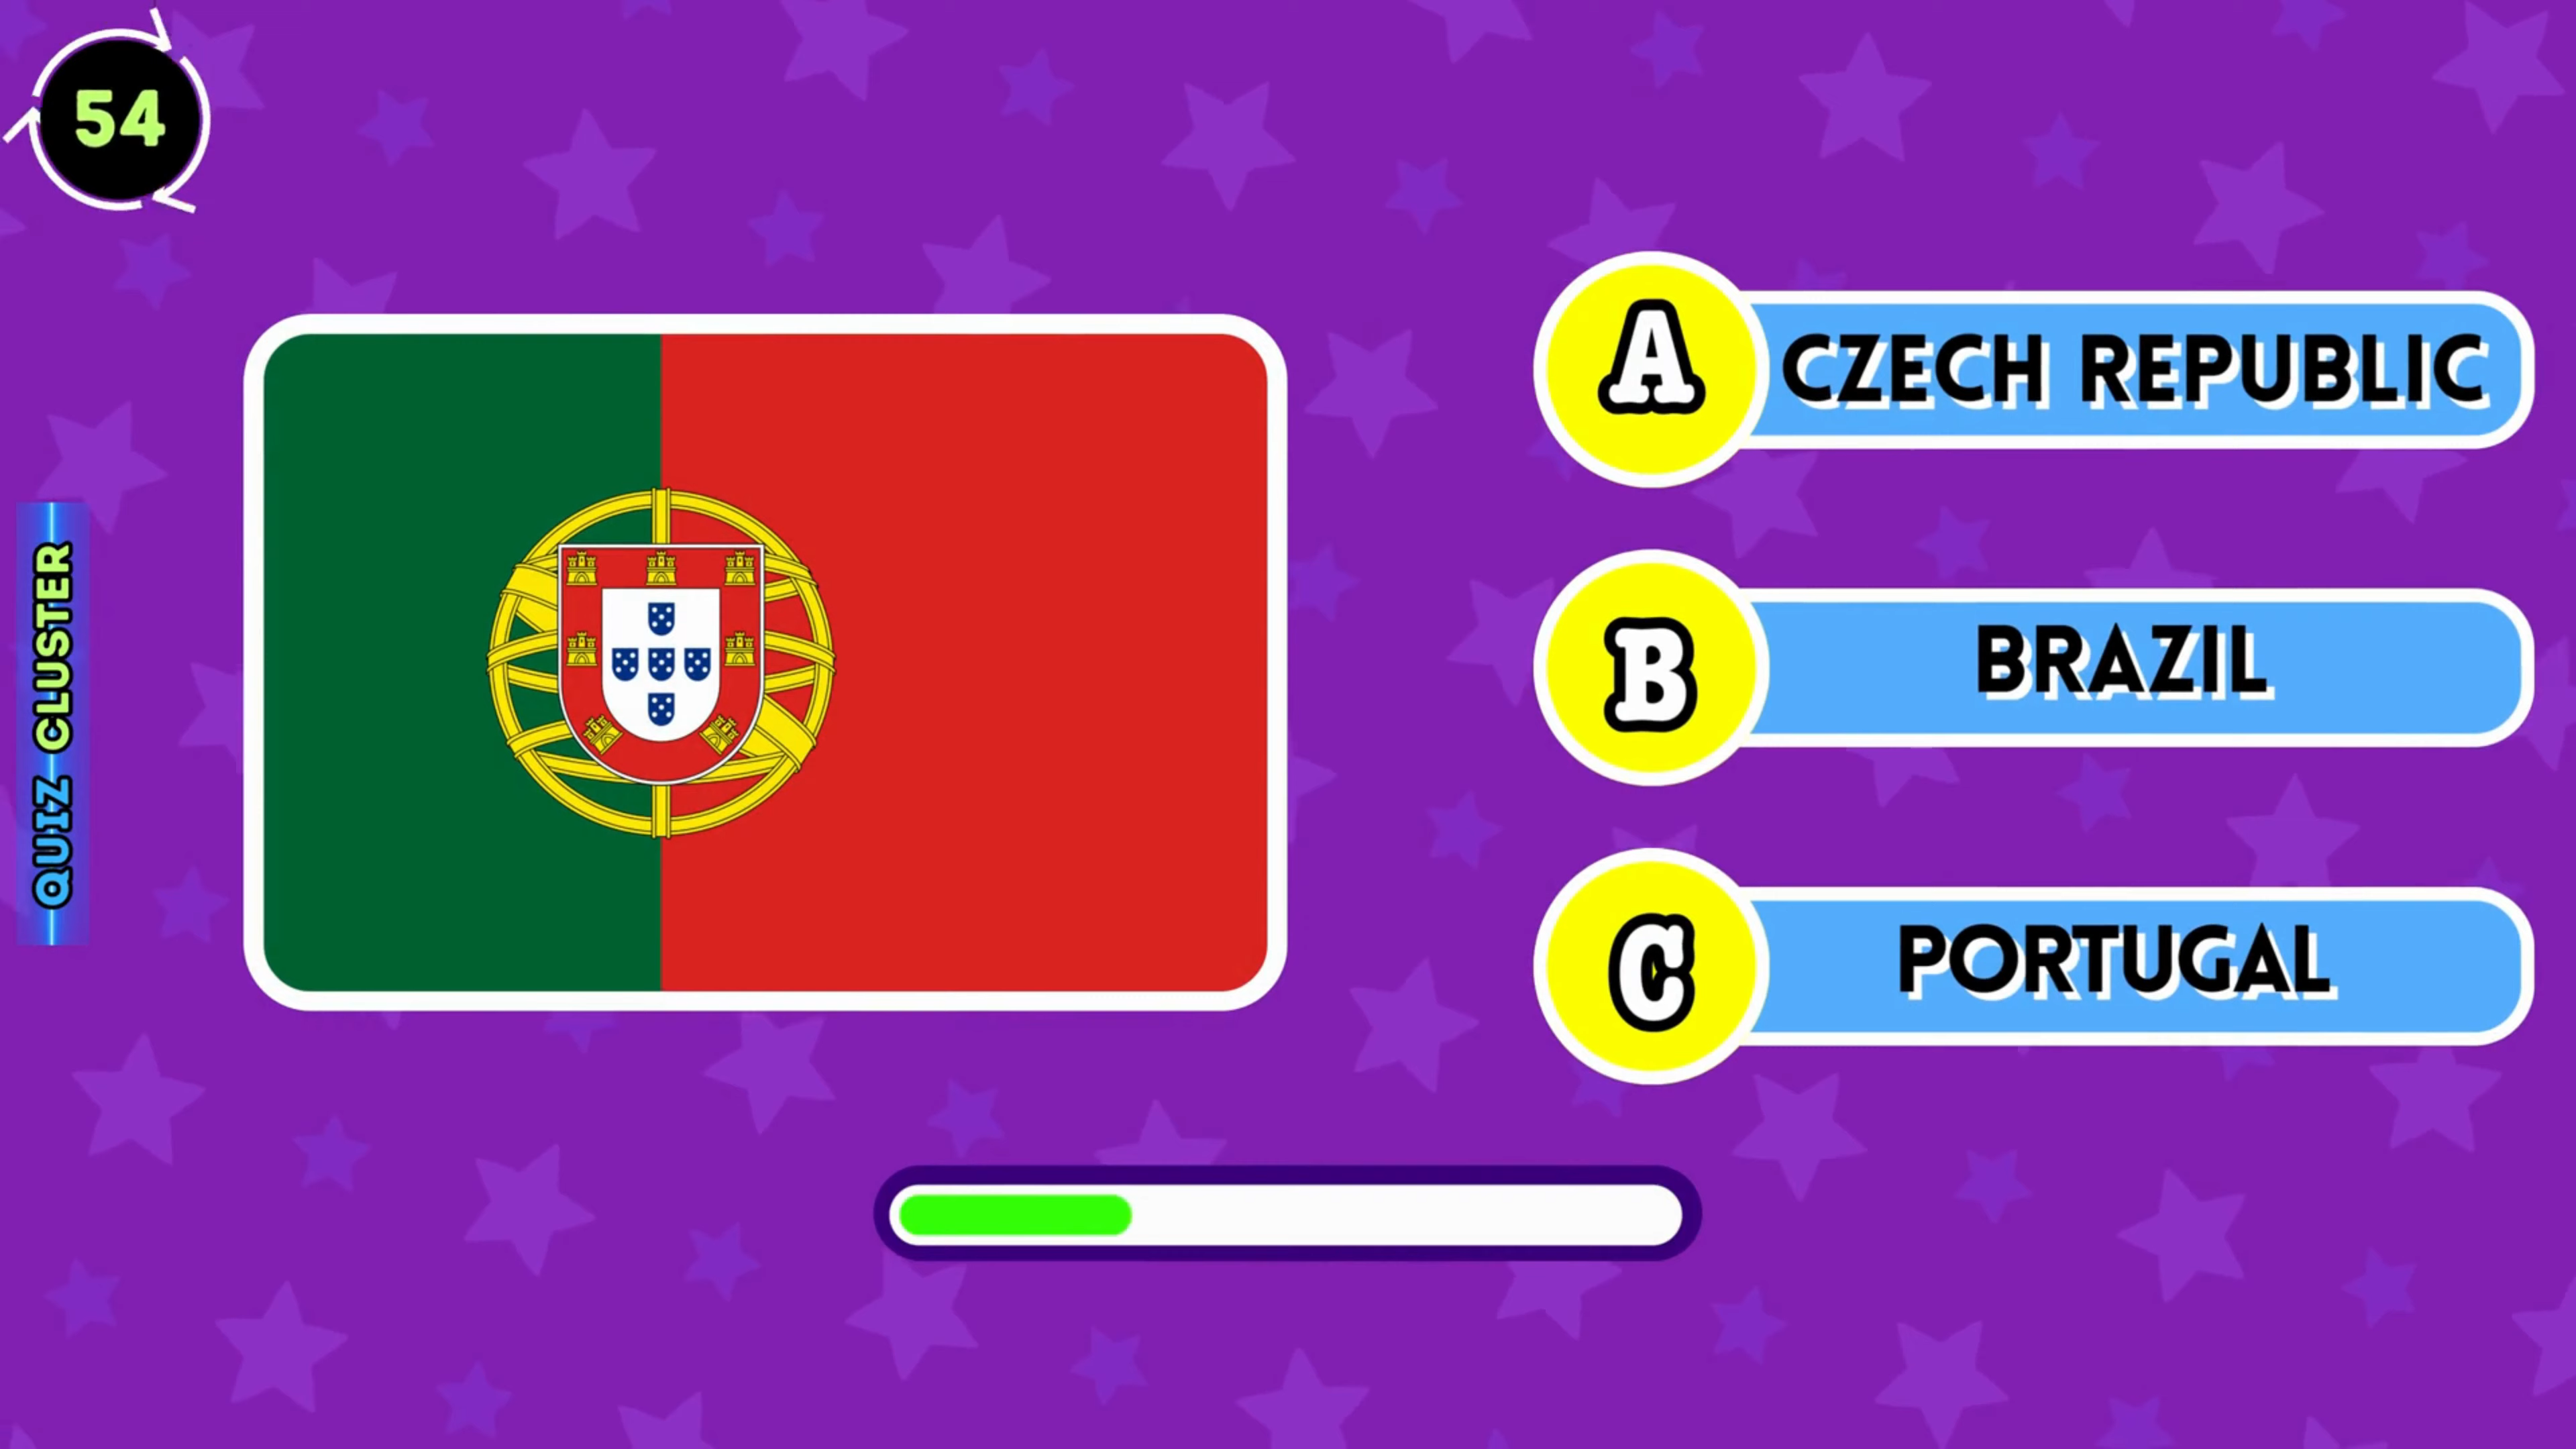 54
A
CZECH REPUBLIC
B
BRAZIL
C
PORTUGAL
QUIZ CLUSTER